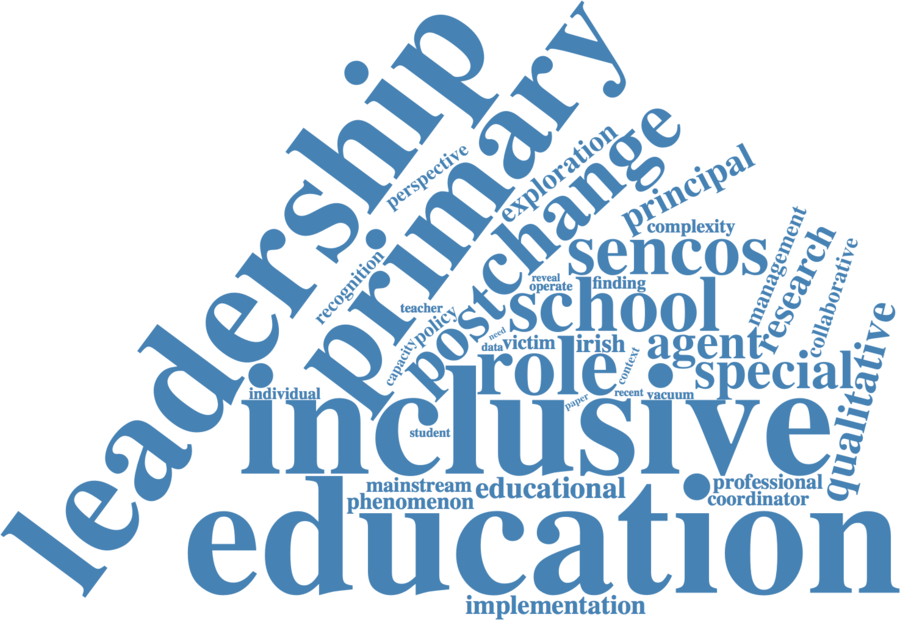 leadership
primary
perspective
exploration
post
change
principal
complexity
sencos
management
research
collaborative
recognition
reveal
operate
finding
school
teacher
policy
capacity
need
data
victim
irish
context
agent
role
special
qualitative
individual
paper
recent
vacuum
inclusive
student
mainstream
educational
professional
phenomenon
coordinator
education
implementation